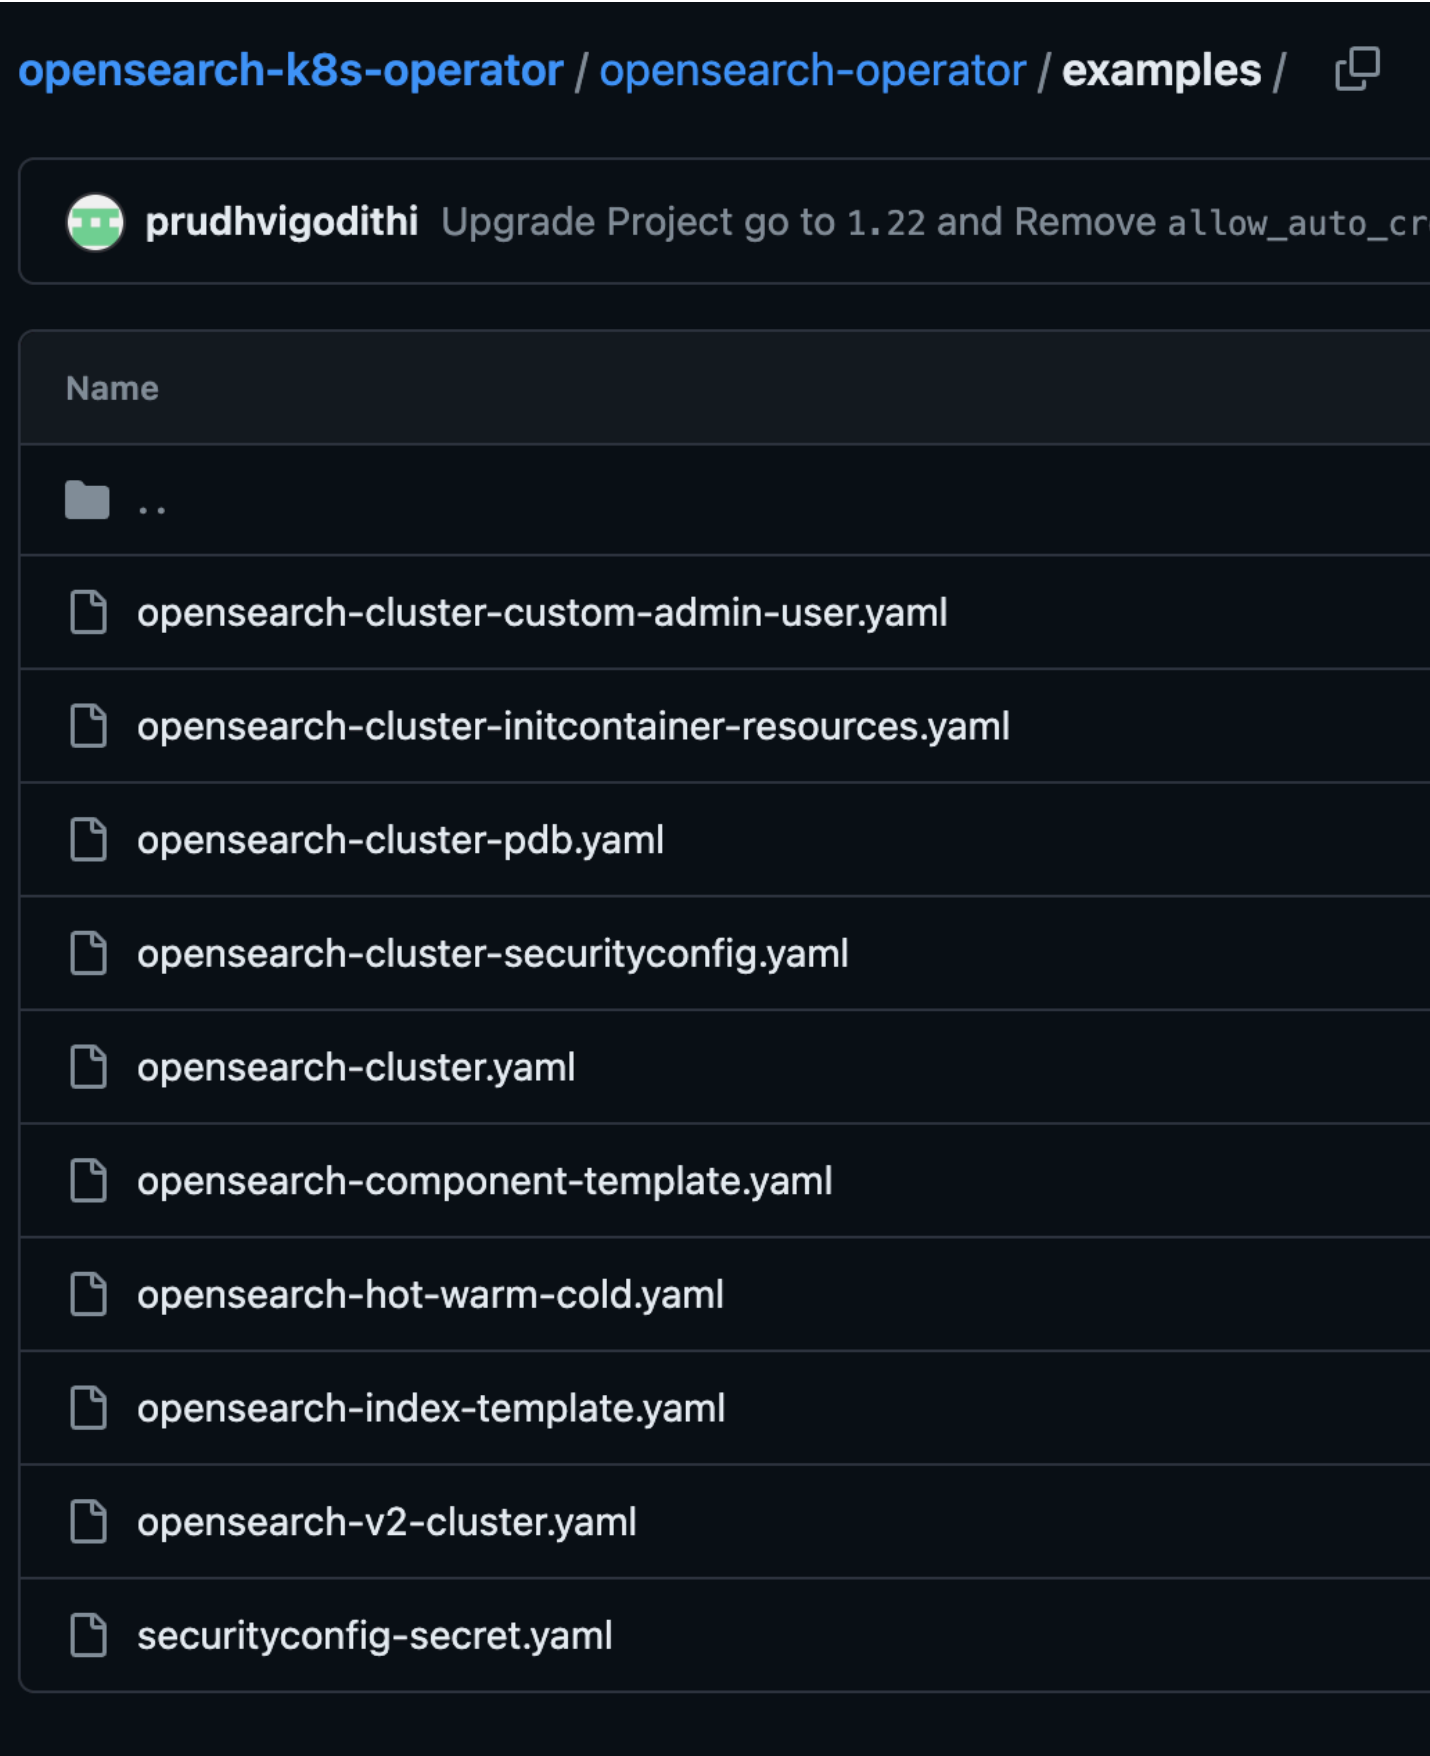 opensearch-k8s-operator / opensearch-operator / examples /
prudhvigodithi Upgrade Project go to 1.22 and Remove allow_auto_cr
Name
..
opensearch-cluster-custom-admin-user.yaml
opensearch-cluster-initcontainer-resources.yaml
opensearch-cluster-pdb.yaml
opensearch-cluster-securityconfig.yaml
opensearch-cluster.yaml
opensearch-component-template.yaml
opensearch-hot-warm-cold.yaml
opensearch-index-template.yaml
opensearch-v2-cluster.yaml
securityconfig-secret.yaml